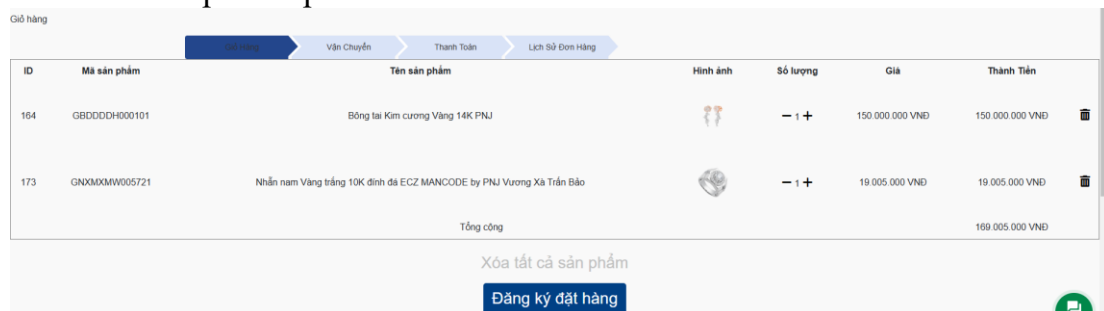 Giỏ hàng
Giỏ Hàng Vận Chuyển Thanh Toán Lịch Sử Đơn Hàng
ID Mã sản phẩm Tên sản phẩm Hình ảnh Số lượng Giá Thành Tiền
164 GBDDDDH000101 Bông tai Kim cương Vàng 14K PNJ 1 150.000.000 VNĐ 150.000.000 VNĐ
173 GNXMXMW005721 Nhẫn nam Vàng trắng 10K đính đá ECZ MANCODE by PNJ Vương Xà Trấn Bảo 1 19.005.000 VNĐ 19.005.000 VNĐ
Tổng cộng 169.005.000 VNĐ
Xóa tất cả sản phẩm
Đăng ký đặt hàng